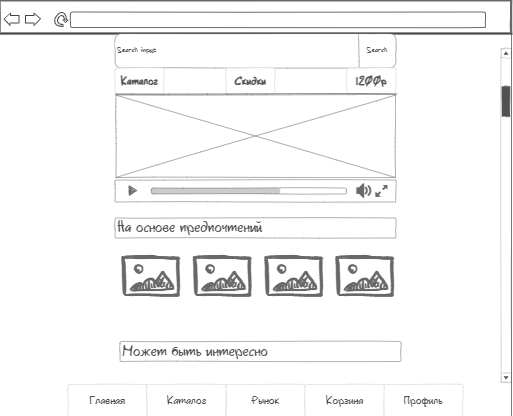 Search input Search
Каталог Скидки 1200р
На основе предпочтений
Может быть интересно
Главная Каталог Рынок Корзина Профиль